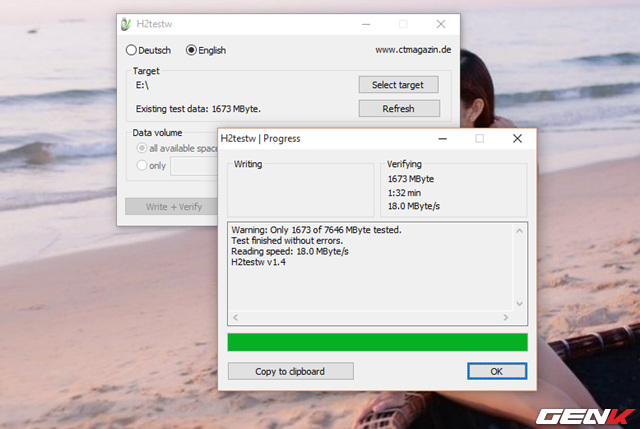 H2testw
Deutsch
English
www.ctmagazin.de
Target
E:\
Select target
Existing test data: 1673 MByte.
Refresh
Data volume
all available space
only
Write + Verify
H2testw | Progress
Writing
Verifying
1673 MByte
1:32 min
18.0 MByte/s
Warning: Only 1673 of 7646 MByte tested.
Test finished without errors.
Reading speed: 18.0 MByte/s
H2testw v1.4
Copy to clipboard
OK
GENK